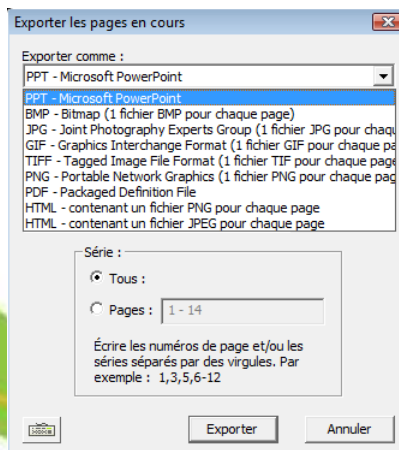 Exporter les pages en cours
Exporter comme :
PPT - Microsoft PowerPoint
PPT - Microsoft PowerPoint
BMP - Bitmap (1 fichier BMP pour chaque page)
JPG - Joint Photography Experts Group (1 fichier JPG pour chaqu
GIF - Graphics Interchange Format (1 fichier GIF pour chaque pa
TIFF - Tagged Image File Format (1 fichier TIF pour chaque page
PNG - Portable Network Graphics (1 fichier PNG pour chaque pag
PDF - Packaged Definition File
HTML - contenant un fichier PNG pour chaque page
HTML - contenant un fichier JPEG pour chaque page
Série :
Tous :
Pages : 1 - 14
Écrire les numéros de page et/ou les
séries séparés par des virgules. Par
exemple : 1,3,5,6-12
Exporter Annuler